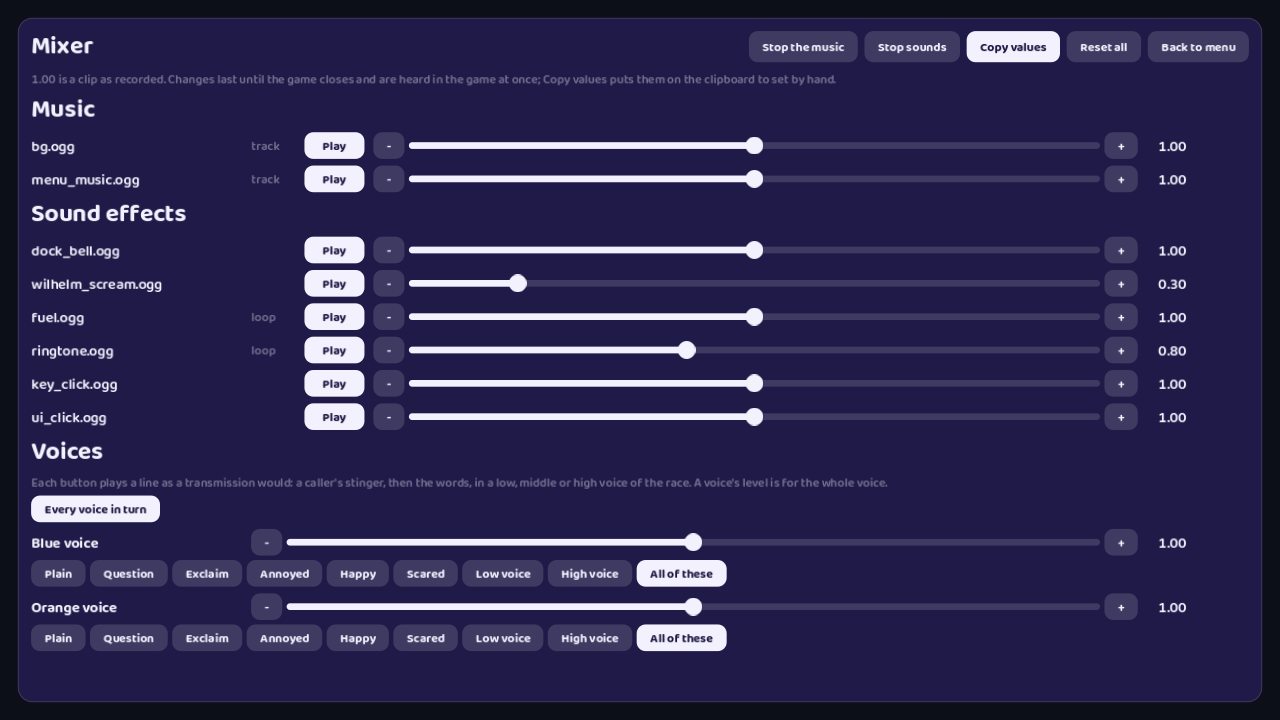 Mixer
Stop the music
Stop sounds
Copy values
Reset all
Back to menu
1.00 is a clip as recorded. Changes last until the game closes and are heard in the game at once; Copy values puts them on the clipboard to set by hand.
Music
bg.ogg track Play - + 1.00
menu_music.ogg track Play - + 1.00
Sound effects
dock_bell.ogg Play - + 1.00
wilhelm_scream.ogg Play - + 0.30
fuel.ogg loop Play - + 1.00
ringtone.ogg loop Play - + 0.80
key_click.ogg Play - + 1.00
ui_click.ogg Play - + 1.00
Voices
Each button plays a line as a transmission would: a caller's stinger, then the words, in a low, middle or high voice of the race. A voice's level is for the whole voice.
Every voice in turn
Blue voice - + 1.00
Plain Question Exclaim Annoyed Happy Scared Low voice High voice All of these
Orange voice - + 1.00
Plain Question Exclaim Annoyed Happy Scared Low voice High voice All of these